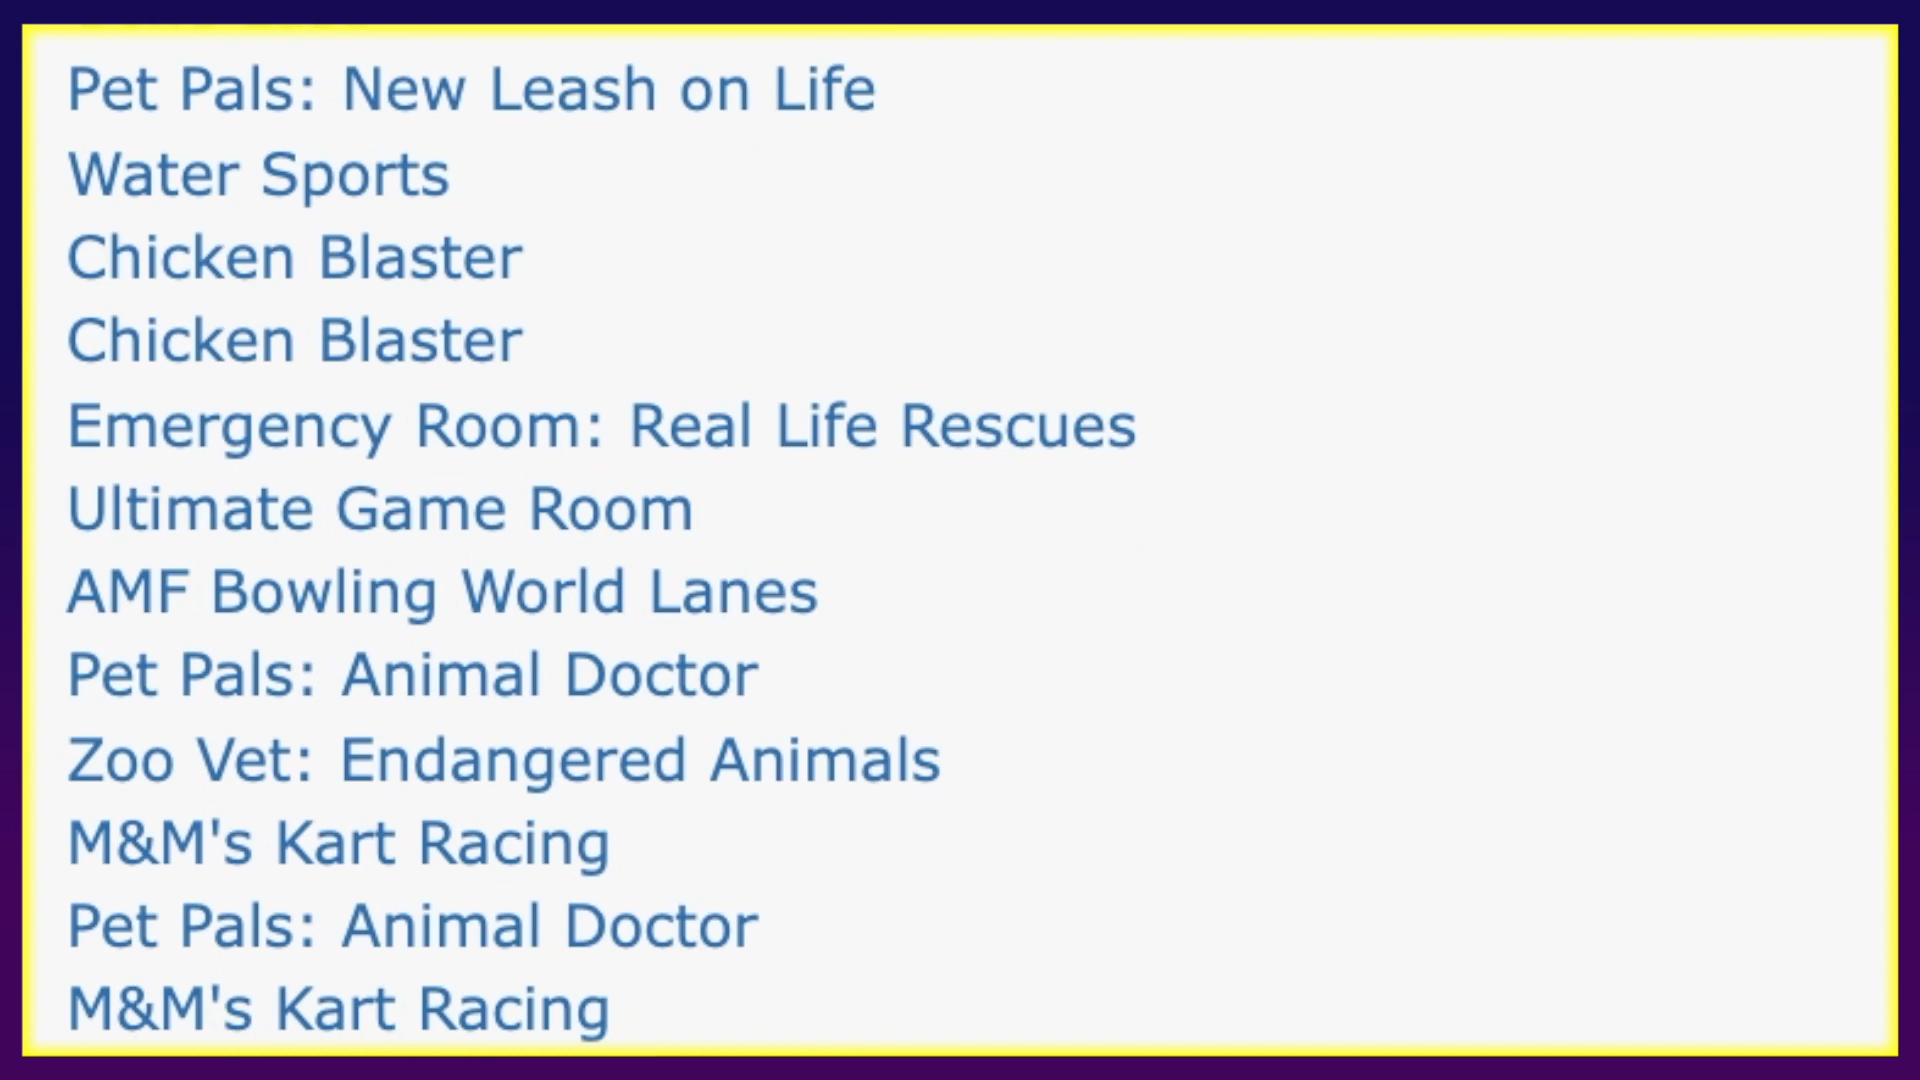 Pet Pals: New Leash on Life
Water Sports
Chicken Blaster
Chicken Blaster
Emergency Room: Real Life Rescues
Ultimate Game Room
AMF Bowling World Lanes
Pet Pals: Animal Doctor
Zoo Vet: Endangered Animals
M&M's Kart Racing
Pet Pals: Animal Doctor
M&M's Kart Racing